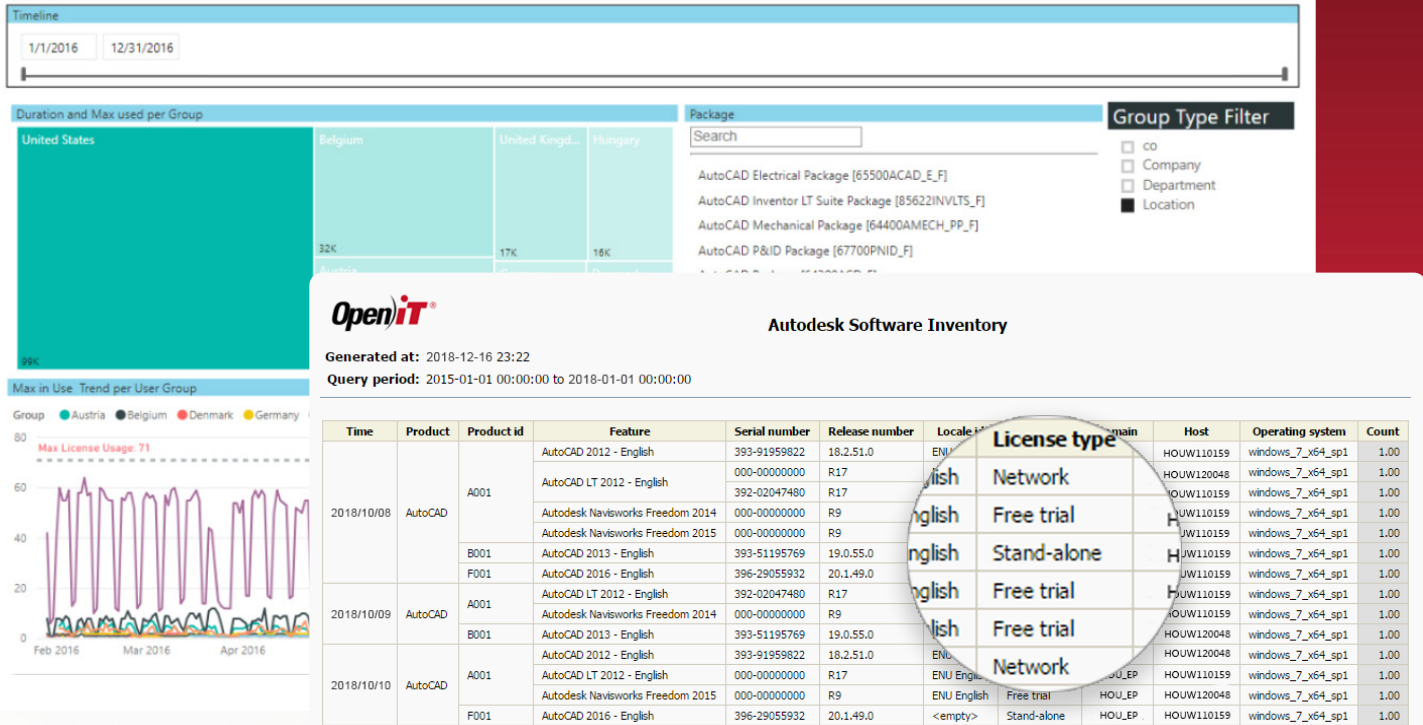 Timeline
1/1/2016 12/31/2016
Duration and Max used per Group
United States Belgium United Kingd... Hungary
32K 17K 16K
Austria
99K
Package
Search
AutoCAD Electrical Package [65500ACAD_E_F]
AutoCAD Inventor LT Suite Package [85622INVLTS_F]
AutoCAD Mechanical Package [64400AMECH_PP_F]
AutoCAD P&ID Package [67700PNID_F]
Group Type Filter
co
Company
Department
Location
Max in Use Trend per User Group
Group Austria Belgium Denmark Germany
80
Max License Usage: 71
60
40
20
0
Feb 2016 Mar 2016 Apr 2016
Open iT®
Autodesk Software Inventory
Generated at: 2018-12-16 23:22
Query period: 2015-01-01 00:00:00 to 2018-01-01 00:00:00
Time Product Product id Feature Serial number Release number Locale License type Host Operating system Count
AutoCAD 2012 - English 393-91959822 18.2.51.0 HOUW110159 windows_7_x64_sp1 1.00
AutoCAD LT 2012 - English 000-00000000 R17 Network HOUW120048 windows_7_x64_sp1 1.00
A001 392-02047480 R17 windows_7_x64_sp1 1.00
2018/10/08 AutoCAD Autodesk Navisworks Freedom 2014 000-00000000 R9 Free trial windows_7_x64_sp1 1.00
Autodesk Navisworks Freedom 2015 000-00000000 R9 windows_7_x64_sp1 1.00
B001 AutoCAD 2013 - English 393-51195769 19.0.55.0 Stand-alone windows_7_x64_sp1 1.00
F001 AutoCAD 2016 - English 396-29055932 20.1.49.0 windows_7_x64_sp1 1.00
A001 AutoCAD LT 2012 - English 392-02047480 R17 Free trial windows_7_x64_sp1 1.00
2018/10/09 AutoCAD Autodesk Navisworks Freedom 2014 000-00000000 R9 windows_7_x64_sp1 1.00
B001 AutoCAD 2013 - English 393-51195769 19.0.55.0 Free trial HOUW120048 windows_7_x64_sp1 1.00
AutoCAD 2012 - English 393-91959822 18.2.51.0 HOUW120048 windows_7_x64_sp1 1.00
A001 AutoCAD LT 2012 - English 000-00000000 R17 ENU Network HOUW110159 windows_7_x64_sp1 1.00
2018/10/10 AutoCAD Autodesk Navisworks Freedom 2015 000-00000000 R9 ENU English Free trial HOU_EP HOUW120048 windows_7_x64_sp1 1.00
F001 AutoCAD 2016 - English 396-29055932 20.1.49.0 <empty> Stand-alone HOU_EP HOUW110159 windows_7_x64_sp1 1.00